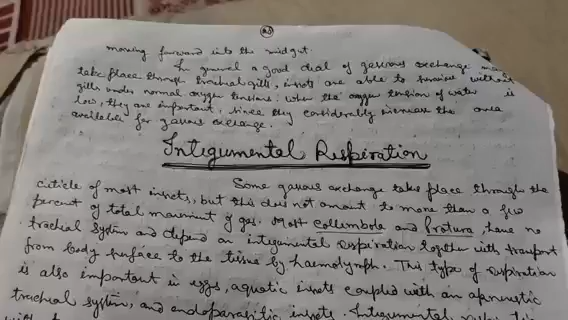 20
moving forward into the midgut.
In general a good deal of gaseous exchange may
take place through tracheal gills, insets are able to survive without
gills under normal oxygen tensions. When the oxygen tension of water is
low, they are important, since they considerably increase the area
available for gaseous exchange.
Integumental Respiration
Some gaseous exchange takes place through the
cuticle of most insects, but this does not amount to more than a few
percent of total movement of gas. Most collembola and Protura, have no
tracheal system and depend on integumental respiration together with transport
from body surface to the tissue by haemolymph. This type of respiration
is also important in eggs, aquatic insets coupled with an apneustic
tracheal system, and endoparasitic insets. Integumental